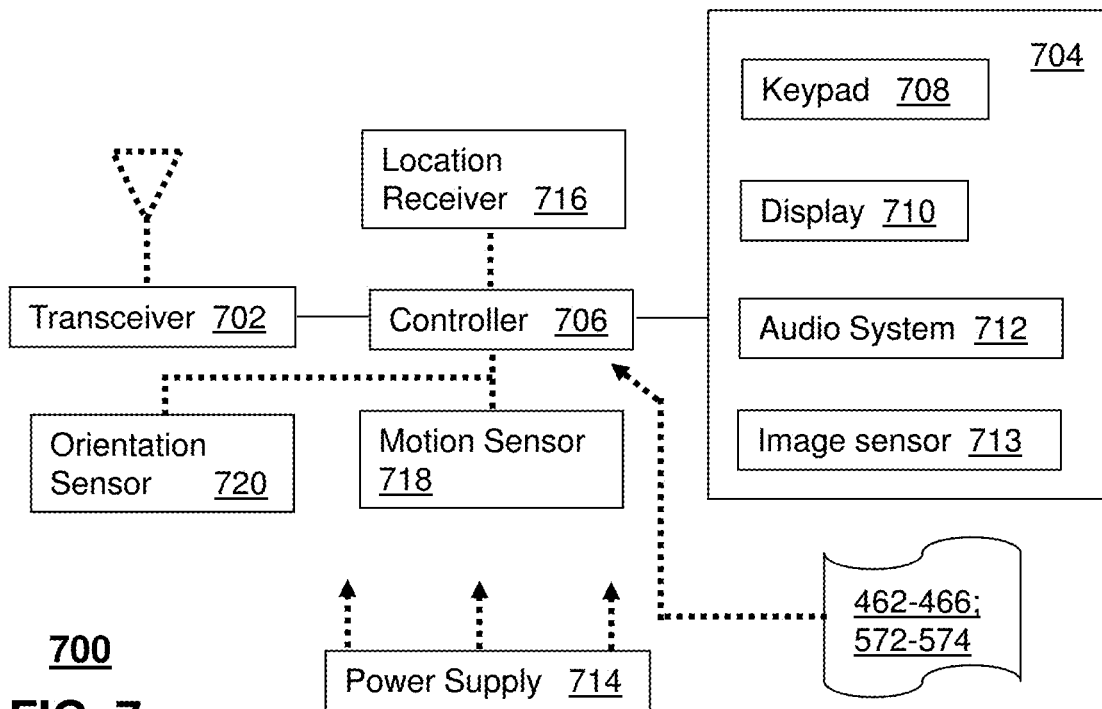 704
Keypad 708
Location
Receiver 716
Display 710
Transceiver 702
Controller 706
Audio System 712
Orientation
Sensor 720
Motion Sensor
718
Image sensor 713
462-466;
572-574
700
Power Supply 714
FIG. 7